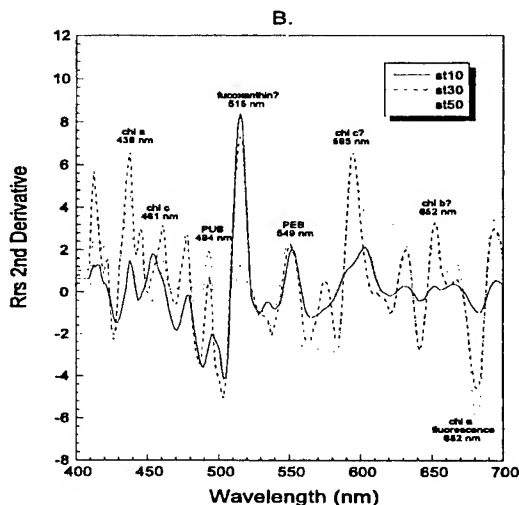 B.
Rrs 2nd Derivative
12
10
8
6
4
2
0
-2
-4
-6
-8
400
450
500
550
600
650
700
Wavelength (nm)
st10
st30
st50
chl a
438 nm
chl c
461 nm
PUB
494 nm
fucoxanthin?
515 nm
PEB
549 nm
chl c?
nm
chl b?
652 nm
chl a
fluorescence
682 nm